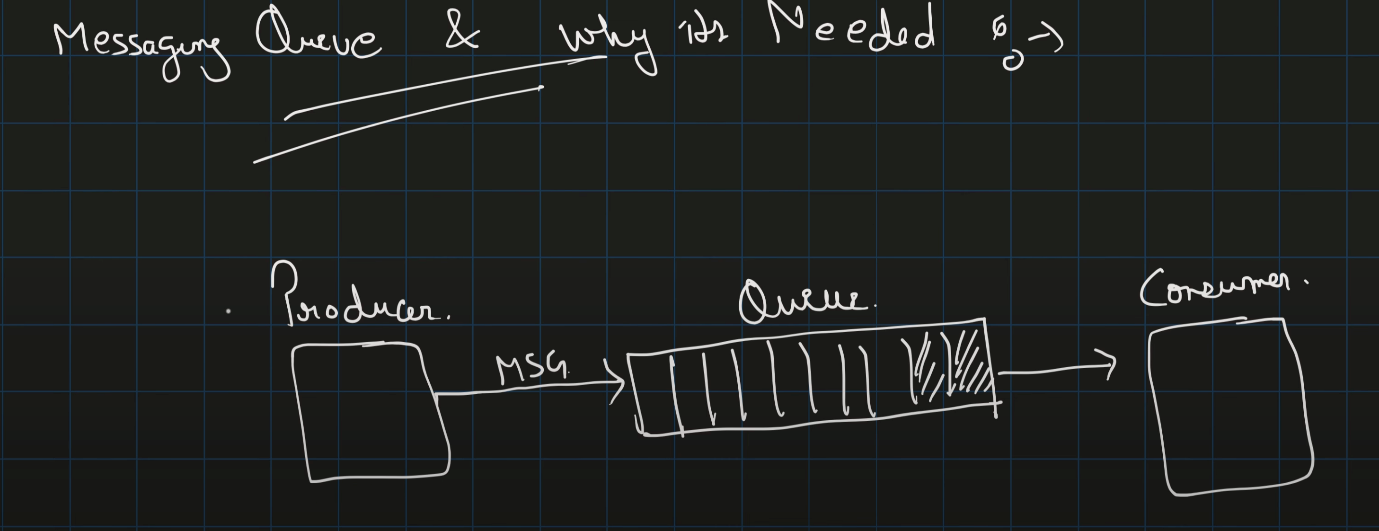 Messaging Queue & why its Needed :→
Producer.
Queue.
Consumer.
MSG.